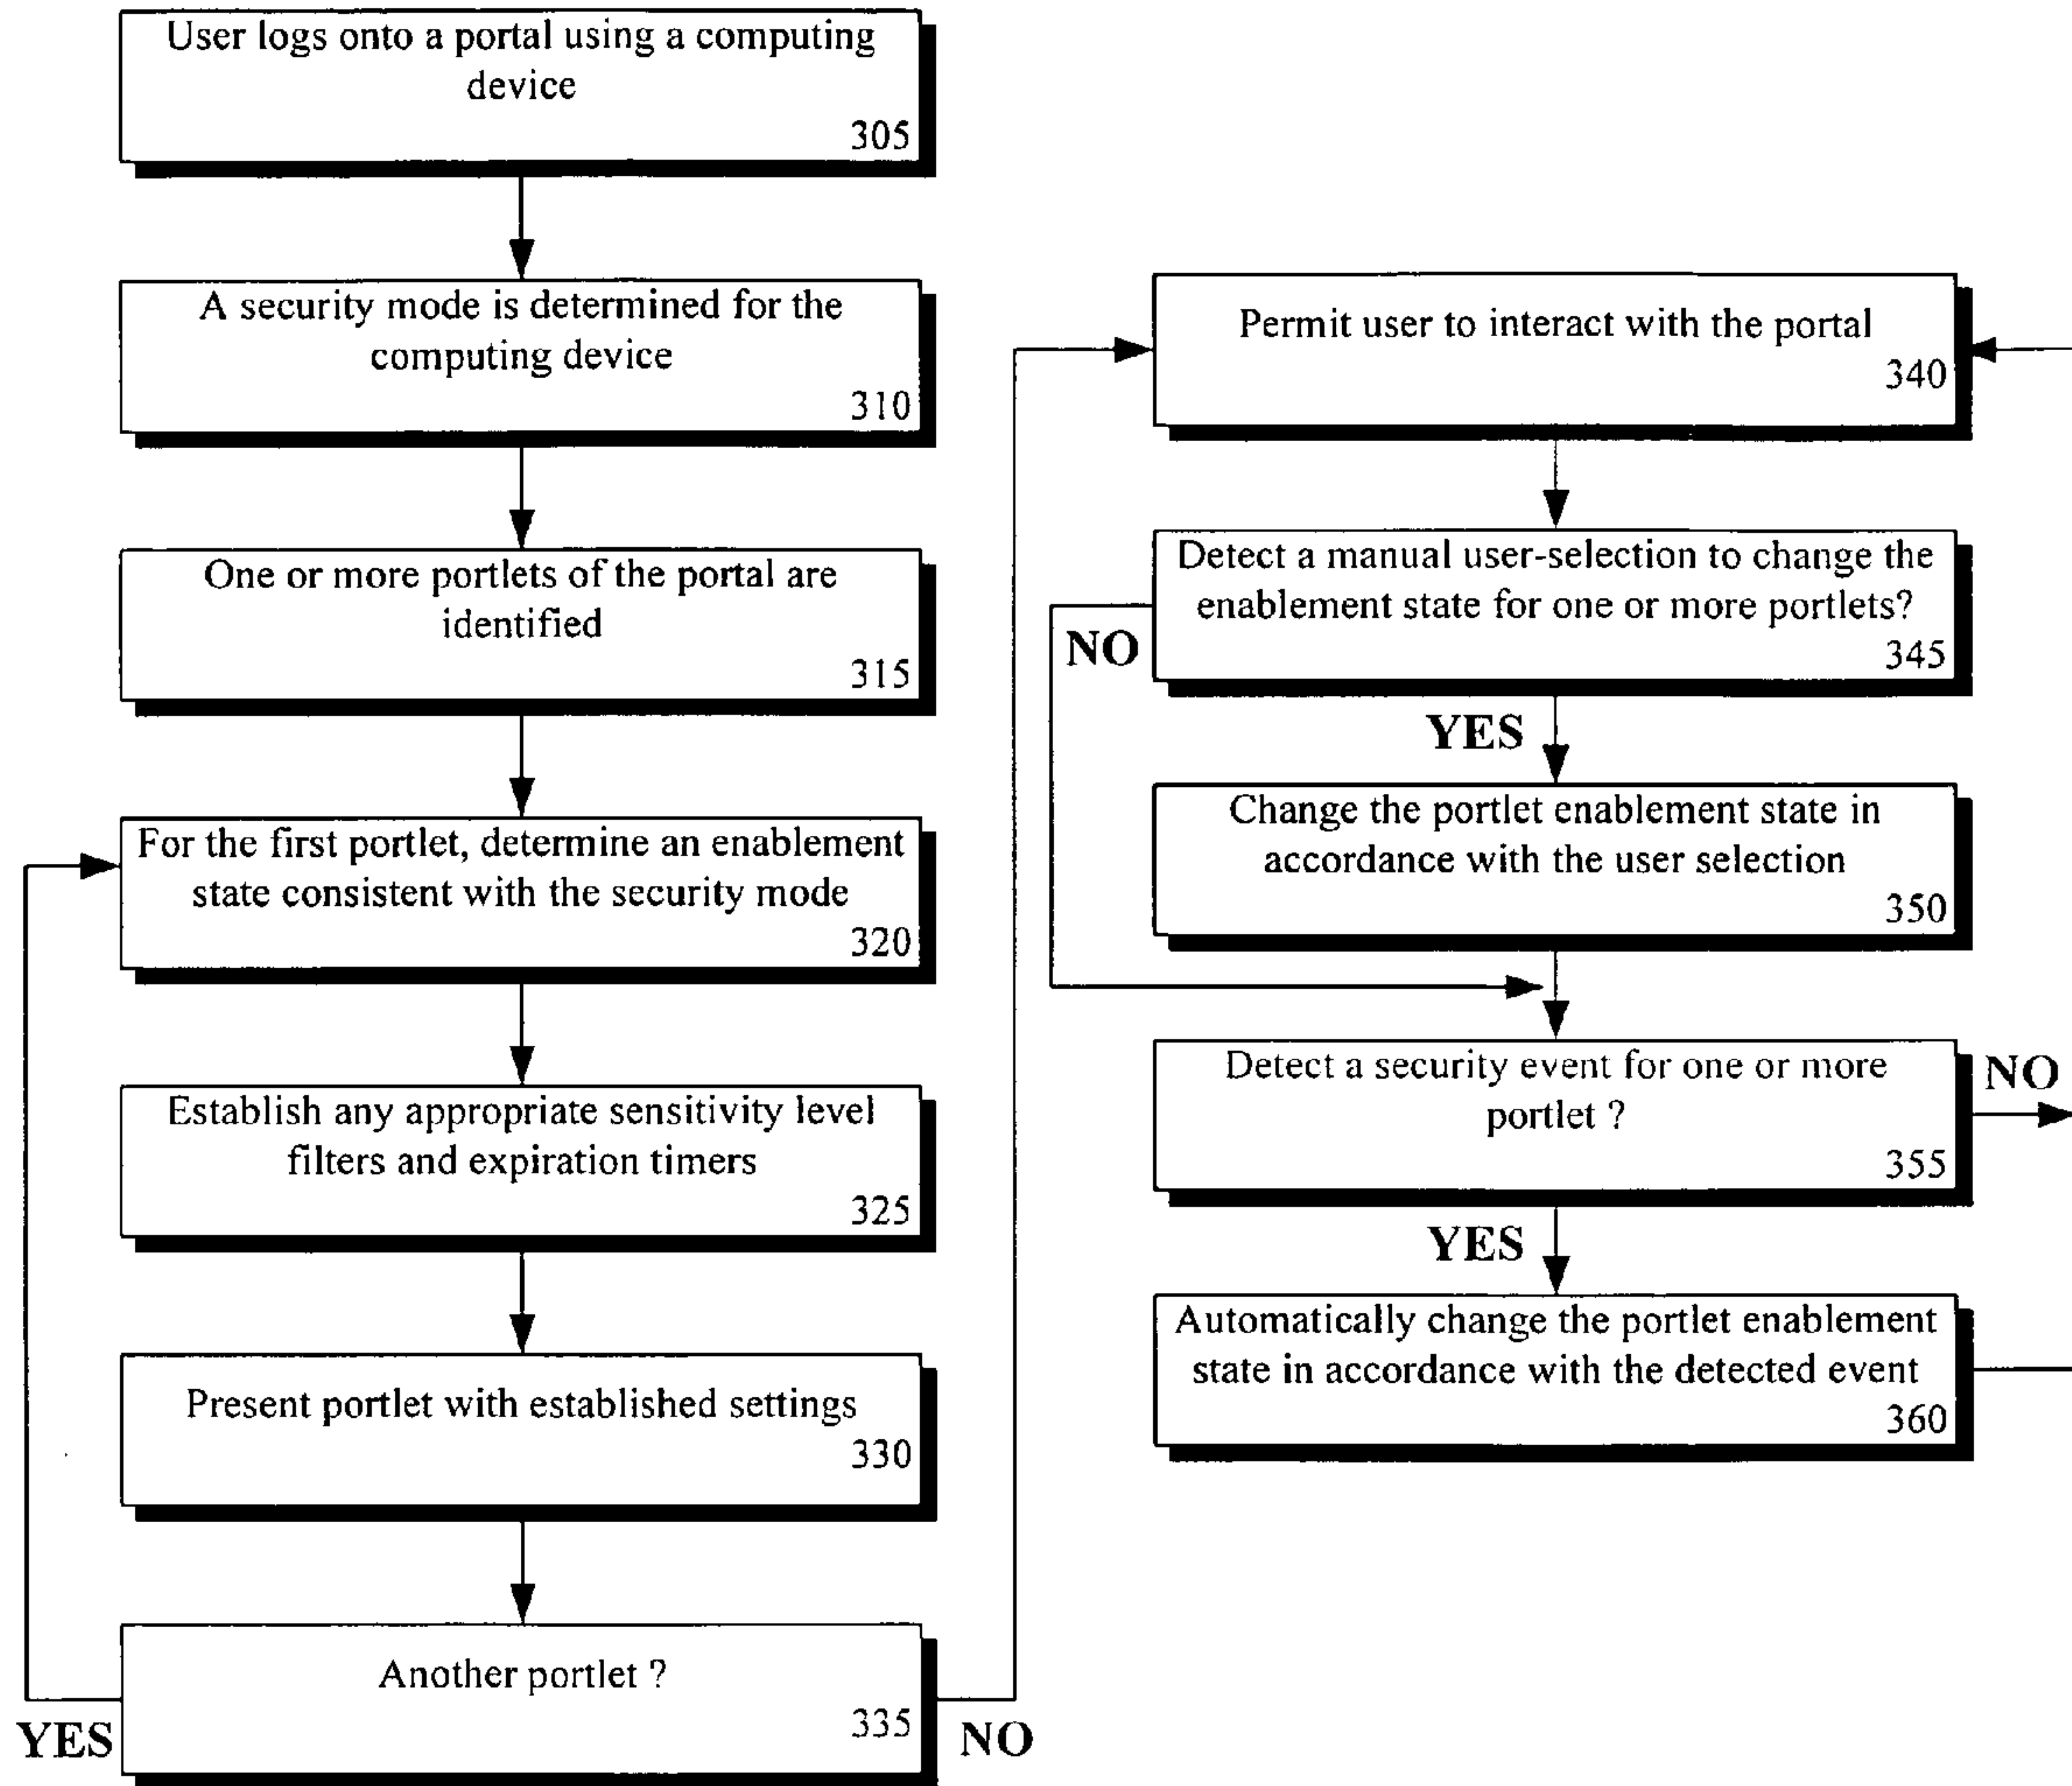 User logs onto a portal using a computing
device
305
A security mode is determined for the
computing device
310
One or more portlets of the portal are
identified
315
For the first portlet, determine an enablement
state consistent with the security mode
320
Establish any appropriate sensitivity level
filters and expiration timers
325
Present portlet with established settings
330
Another portlet ?
335
YES
NO
Permit user to interact with the portal
340
Detect a manual user-selection to change the
enablement state for one or more portlets?
345
NO
YES
Change the portlet enablement state in
accordance with the user selection
350
Detect a security event for one or more
portlet ?
355
NO
YES
Automatically change the portlet enablement
state in accordance with the detected event
360